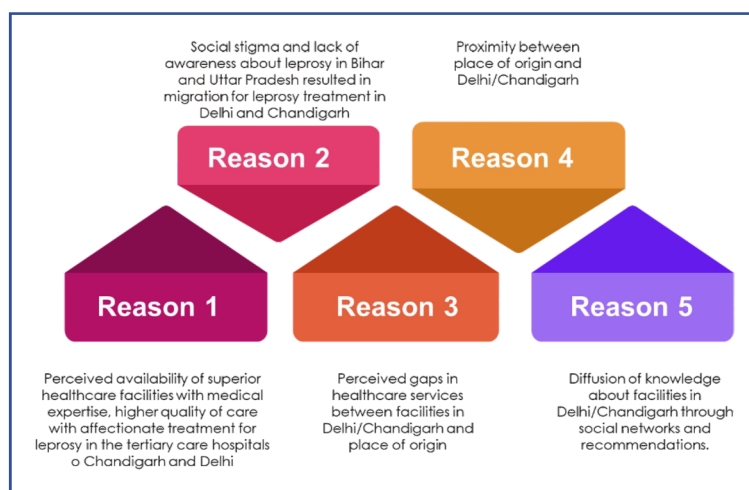 Social stigma and lack of
awareness about leprosy in Bihar
and Uttar Pradesh resulted in
migration for leprosy treatment in
Delhi and Chandigarh
Proximity between
place of origin and
Delhi/Chandigarh
Reason 2
Reason 4
Reason 1
Reason 3
Reason 5
Perceived availability of superior
healthcare facilities with medical
expertise, higher quality of care
with affectionate treatment for
leprosy in the tertiary care hospitals
o Chandigarh and Delhi
Perceived gaps in
healthcare services
between facilities in
Delhi/Chandigarh and
place of origin
Diffusion of knowledge
about facilities in
Delhi/Chandigarh through
social networks and
recommendations.